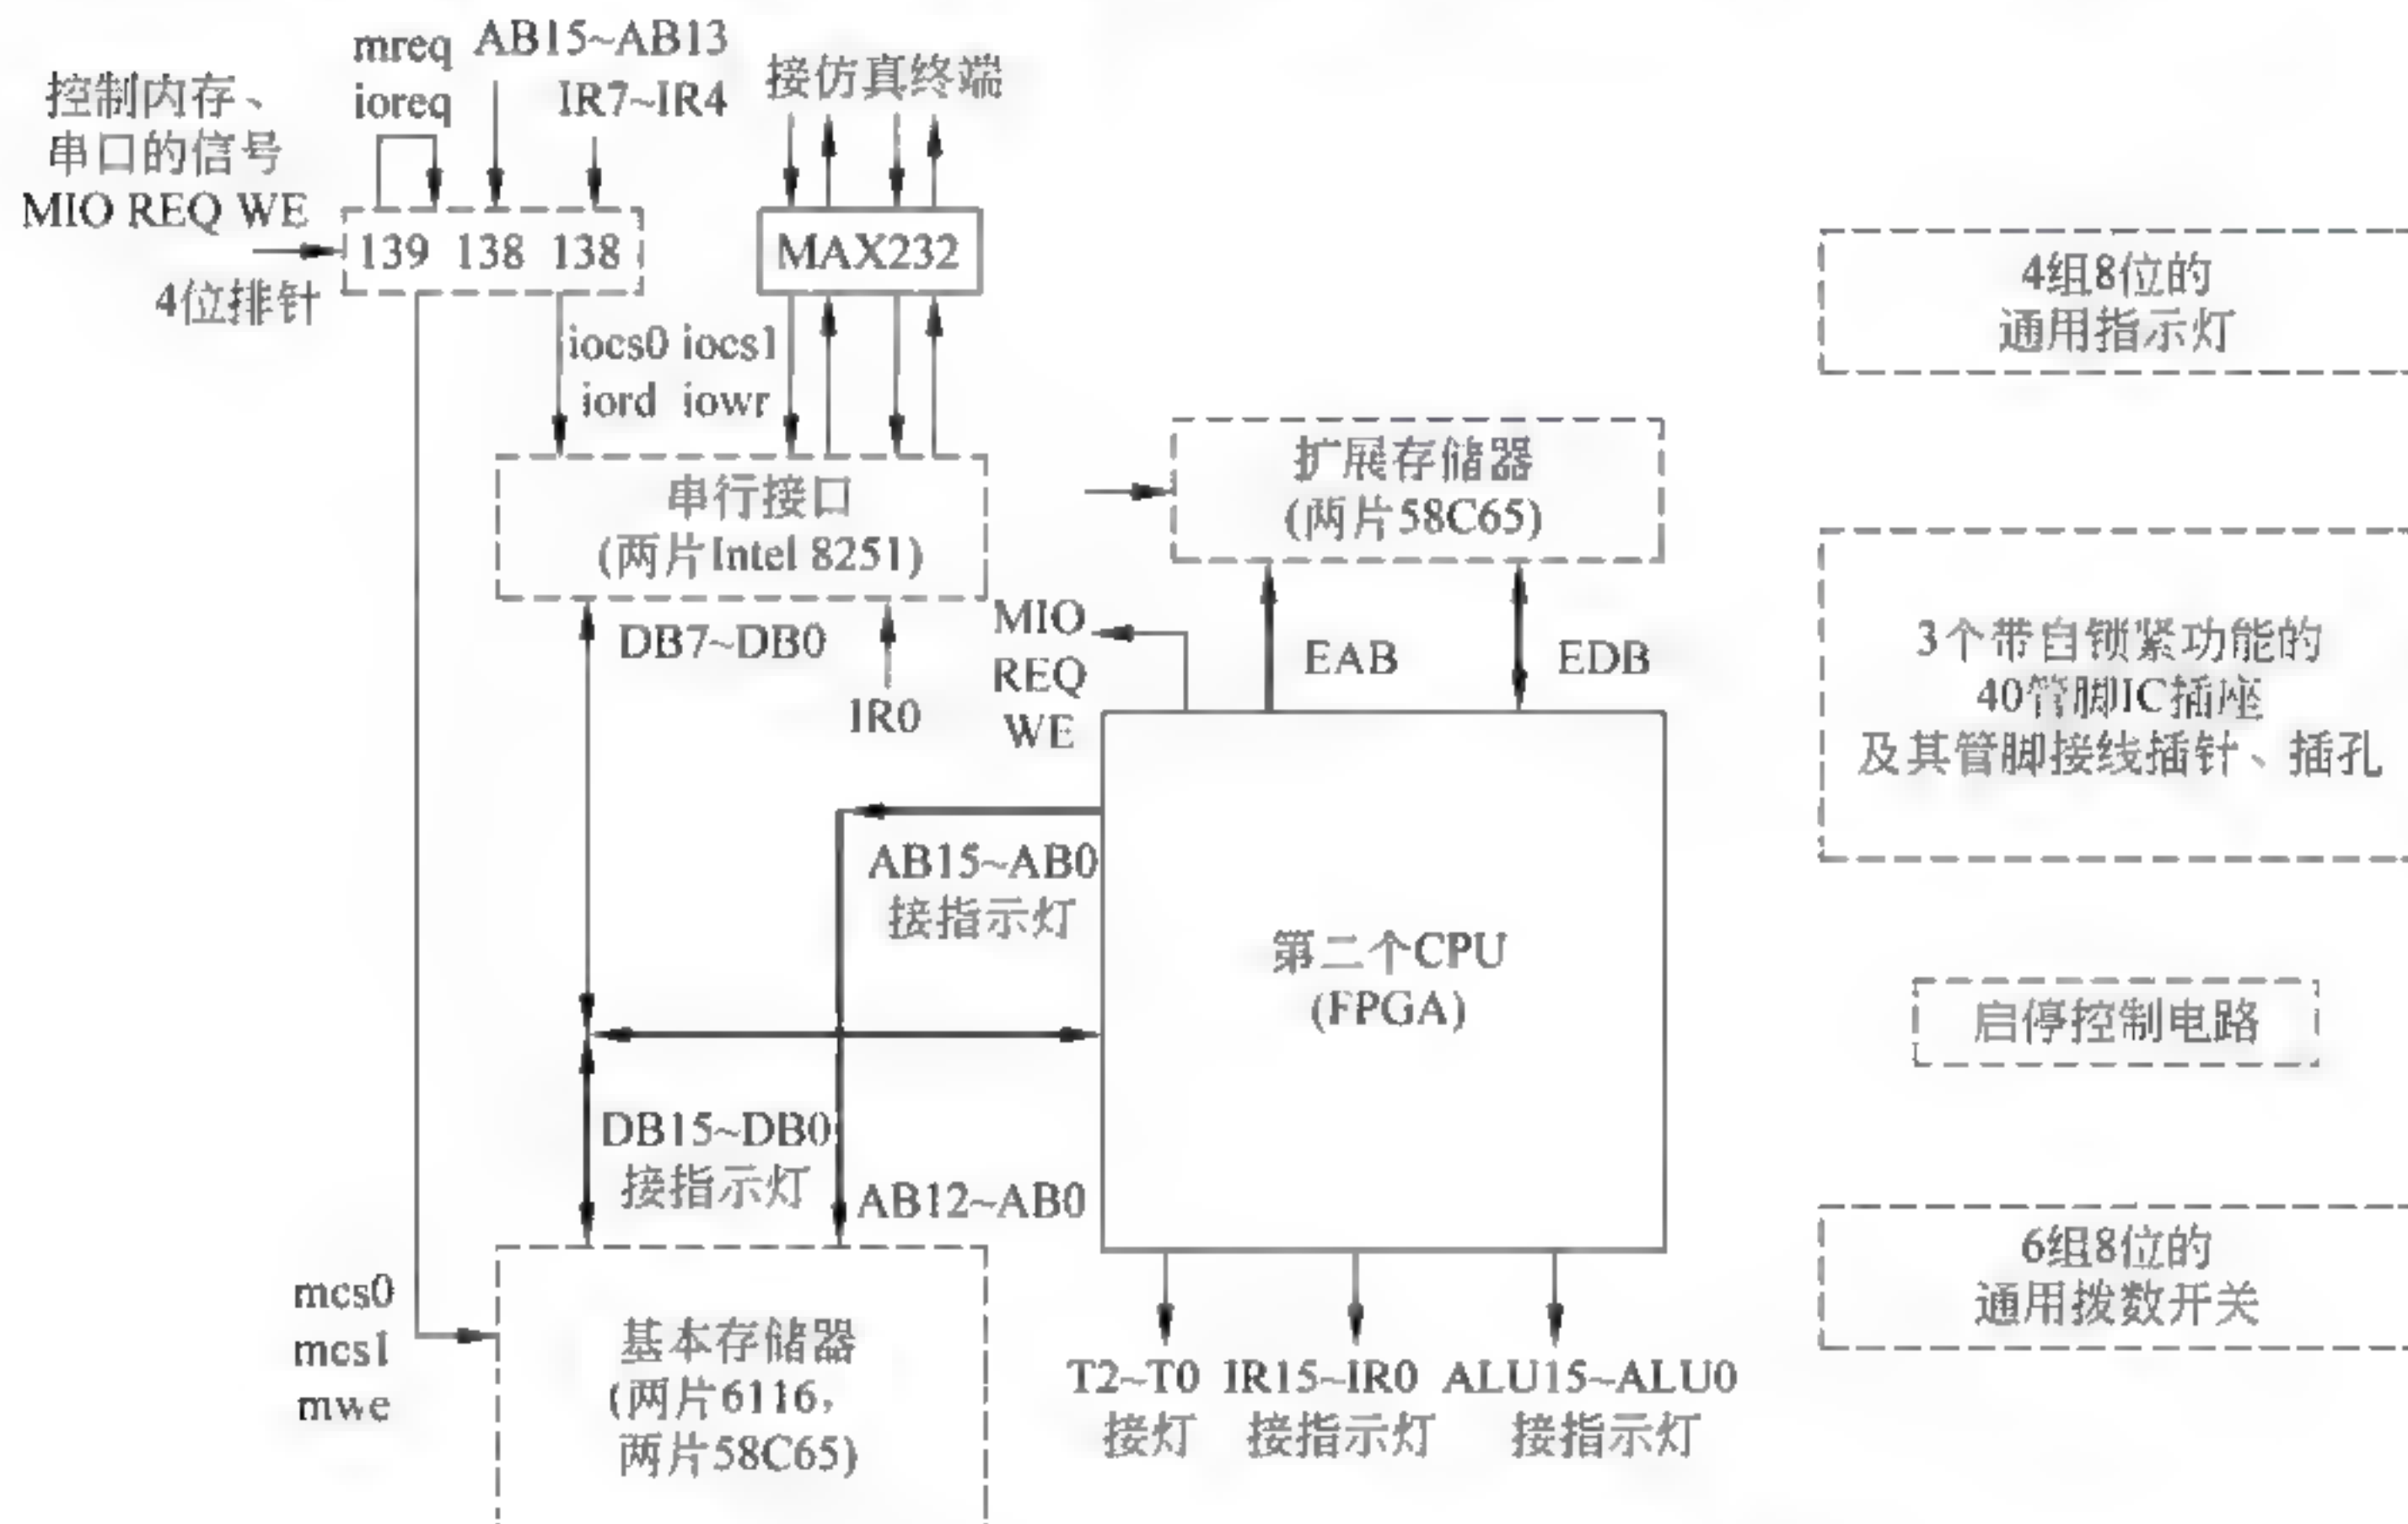 mreq
ioreq
AB15~AB13
IR7~IR4
接仿真终端
控制内存、
串口的信号
MIO REQ WE
4位排针
139 138 138
MAX232
iocs0 iocs1
iord iowr
串行接口
(两片Intel 8251)
DB7~DB0
IR0
扩展存储器
(两片58C65)
MIO
REQ
WE
EAB
EDB
AB15~AB0
接指示灯
第二个CPU
(FPGA)
DB15~DB0
接指示灯
AB12~AB0
mcs0
mcs1
mwe
基本存储器
(两片6116,
两片58C65)
T2~T0
接灯
IR15~IR0
接指示灯
ALU15~ALU0
接指示灯
4组8位的
通用指示灯
3个带自锁紧功能的
40管脚IC插座
及其管脚接线插针、插孔
启停控制电路
6组8位的
通用拨数开关